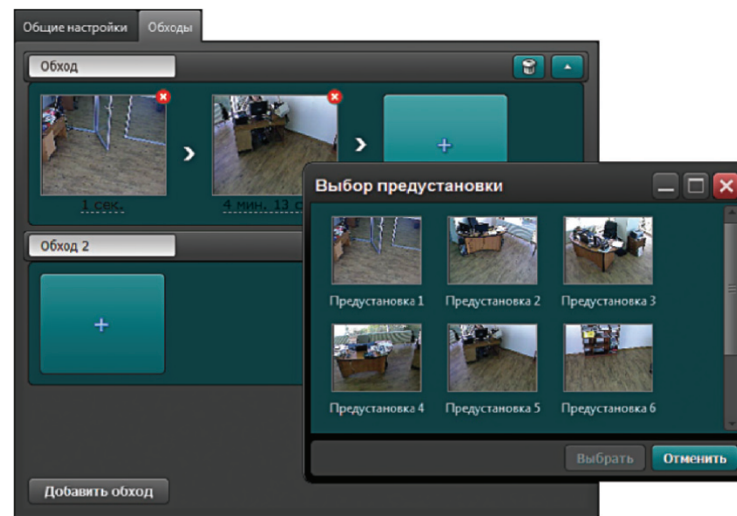 Общие настройки Обходы
Обход
1 сек.
4 мин. 13 с
Выбор предустановки
Обход 2
Предустановка 1 Предустановка 2 Предустановка 3
Предустановка 4 Предустановка 5 Предустановка 6
Выбрать Отменить
Добавить обход